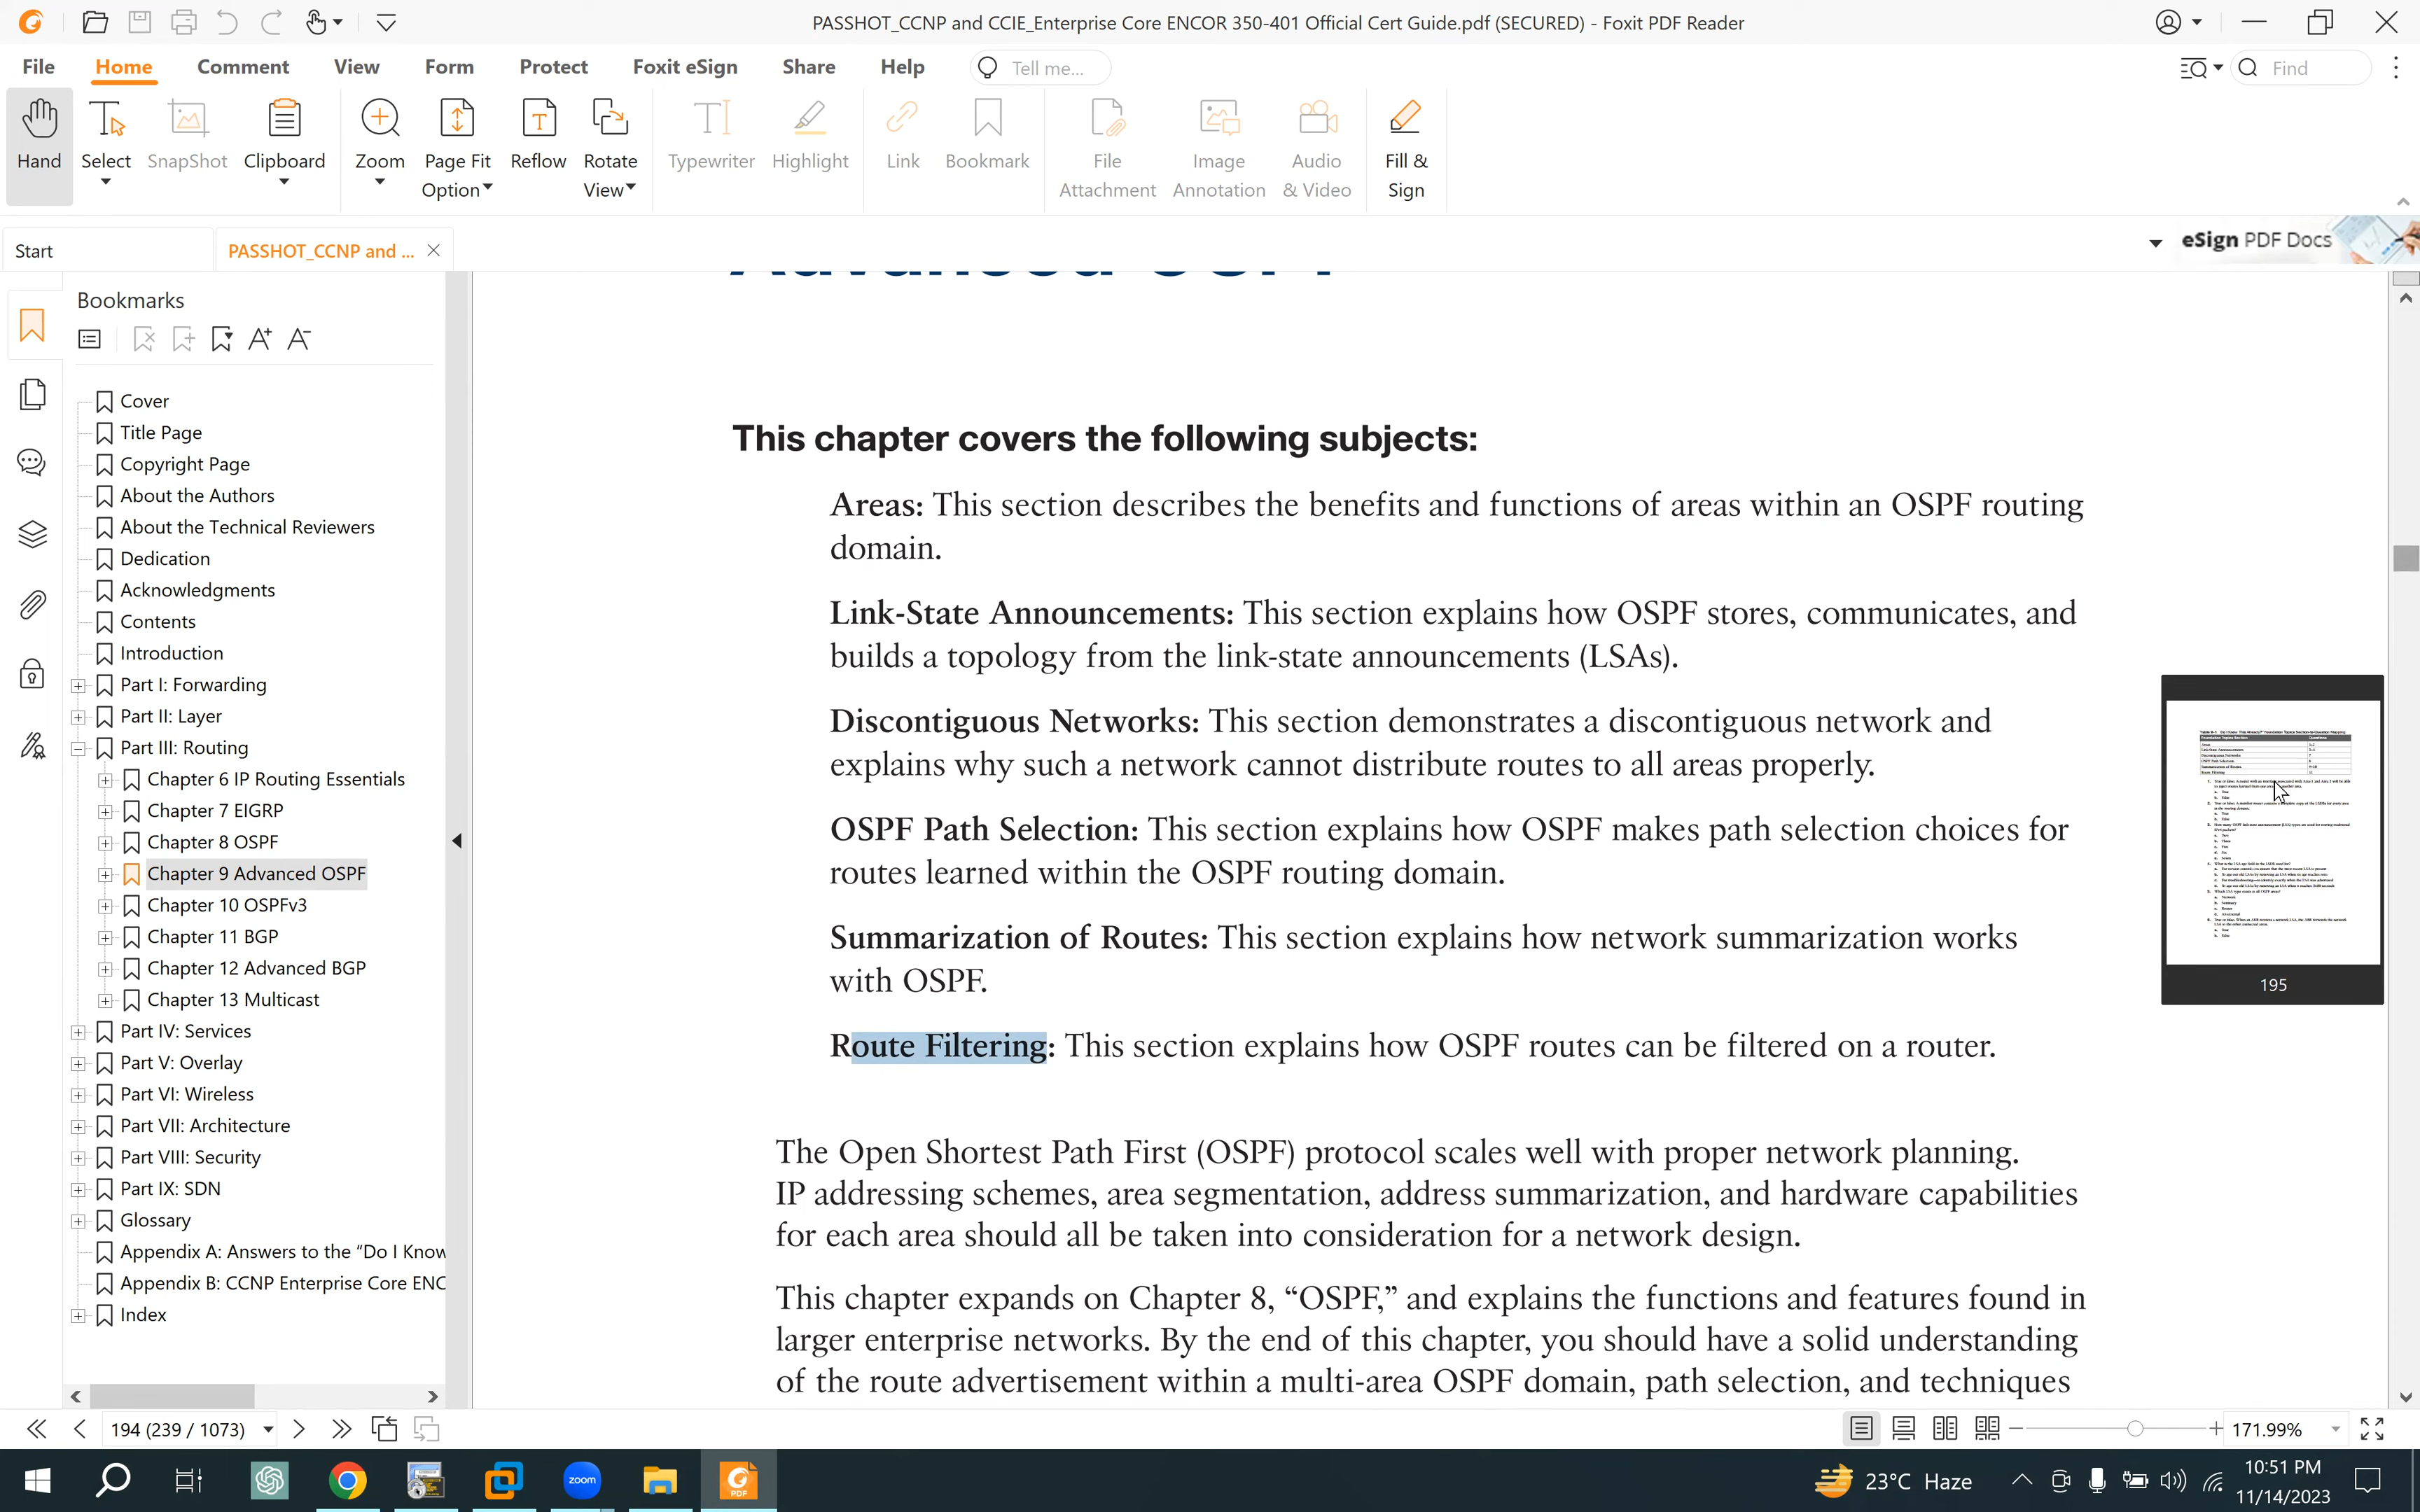 PASSHOT_CCNP and CCIE_Enterprise Core ENCOR 350-401 Official Cert Guide.pdf (SECURED) - Foxit PDF Reader
File Home Comment View Form Protect Foxit eSign Share Help Tell me... Find
Hand Select SnapShot Clipboard Zoom Page Fit Option Reflow Rotate View Typewriter Highlight Link Bookmark File Attachment Image Annotation Audio & Video Fill & Sign
Start PASSHOT_CCNP and ... eSign PDF Docs
Bookmarks
Cover
Title Page
Copyright Page
About the Authors
About the Technical Reviewers
Dedication
Acknowledgments
Contents
Introduction
Part I: Forwarding
Part II: Layer
Part III: Routing
Chapter 6 IP Routing Essentials
Chapter 7 EIGRP
Chapter 8 OSPF
Chapter 9 Advanced OSPF
Chapter 10 OSPFv3
Chapter 11 BGP
Chapter 12 Advanced BGP
Chapter 13 Multicast
Part IV: Services
Part V: Overlay
Part VI: Wireless
Part VII: Architecture
Part VIII: Security
Part IX: SDN
Glossary
Appendix A: Answers to the “Do I Know
Appendix B: CCNP Enterprise Core ENC
Index
This chapter covers the following subjects:
Areas: This section describes the benefits and functions of areas within an OSPF routing
domain.
Link-State Announcements: This section explains how OSPF stores, communicates, and
builds a topology from the link-state announcements (LSAs).
Discontiguous Networks: This section demonstrates a discontiguous network and
explains why such a network cannot distribute routes to all areas properly.
OSPF Path Selection: This section explains how OSPF makes path selection choices for
routes learned within the OSPF routing domain.
Summarization of Routes: This section explains how network summarization works
with OSPF.
Route Filtering: This section explains how OSPF routes can be filtered on a router.
The Open Shortest Path First (OSPF) protocol scales well with proper network planning.
IP addressing schemes, area segmentation, address summarization, and hardware capabilities
for each area should all be taken into consideration for a network design.
This chapter expands on Chapter 8, “OSPF,” and explains the functions and features found in
larger enterprise networks. By the end of this chapter, you should have a solid understanding
of the route advertisement within a multi-area OSPF domain, path selection, and techniques
195
194 (239 / 1073) 171.99%
zoom PDF 23°C Haze 10:51 PM
11/14/2023